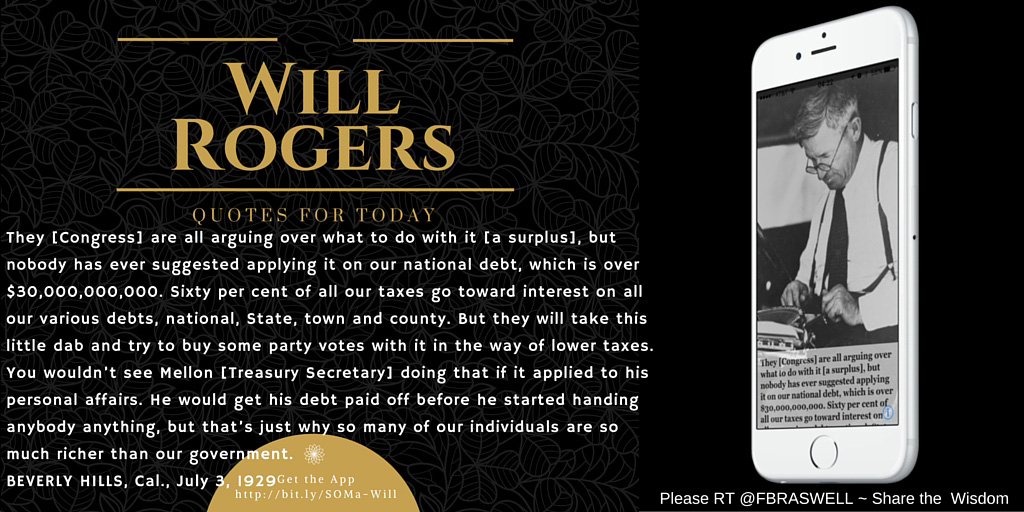 WILL
ROGERS
QUOTES FOR TODAY
They [Congress] are all arguing over what to do with it [a surplus], but
nobody has ever suggested applying it on our national debt, which is over
$30,000,000,000. Sixty per cent of all our taxes go toward interest on all
our various debts, national, State, town and county. But they will take this
little dab and try to buy some party votes with it in the way of lower taxes.
You wouldn't see Mellon [Treasury Secretary] doing that if it applied to his
personal affairs. He would get his debt paid off before he started handing
anybody anything, but that's just why so many of our individuals are so
much richer than our government.
BEVERLY HILLS, Cal., July 3, 1929
Get the App
http://bit.ly/SOMa-Will
They [Congress] are all arguing over
what to do with it [a surplus], but
nobody has ever suggested applying
it on our national debt, which is over
$30,000,000,000. Sixty per cent of
all our taxes go toward interest on
Please RT @FBRASWELL ~ Share the Wisdom